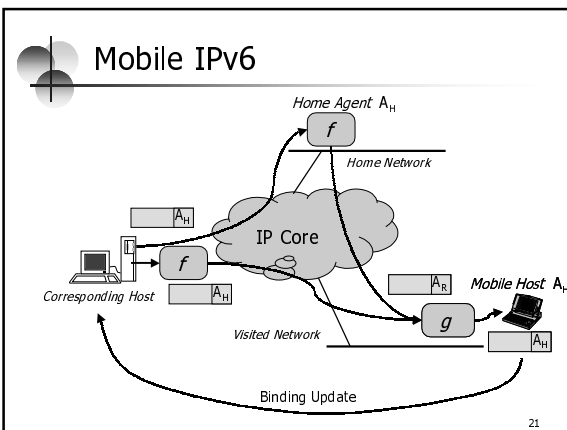 Mobile IPv6
Home Agent A_H
f
Home Network
A_H
IP Core
f
A_H
Corresponding Host
A_R
Mobile Host A_H
g
Visited Network
A_H
Binding Update
21